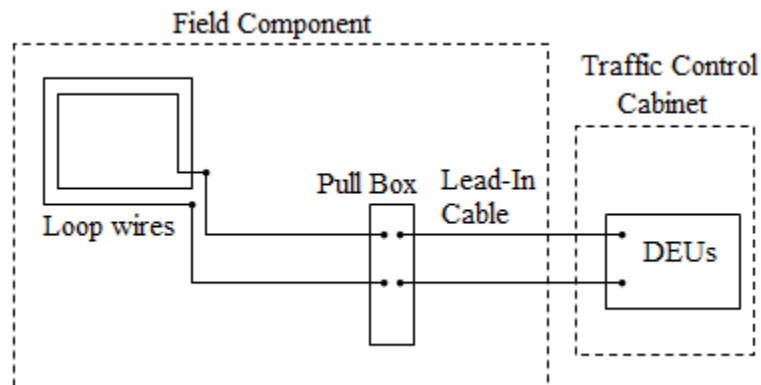 Field Component
Traffic Control
Cabinet
Pull Box
Lead-In
Cable
Loop wires
DEUs